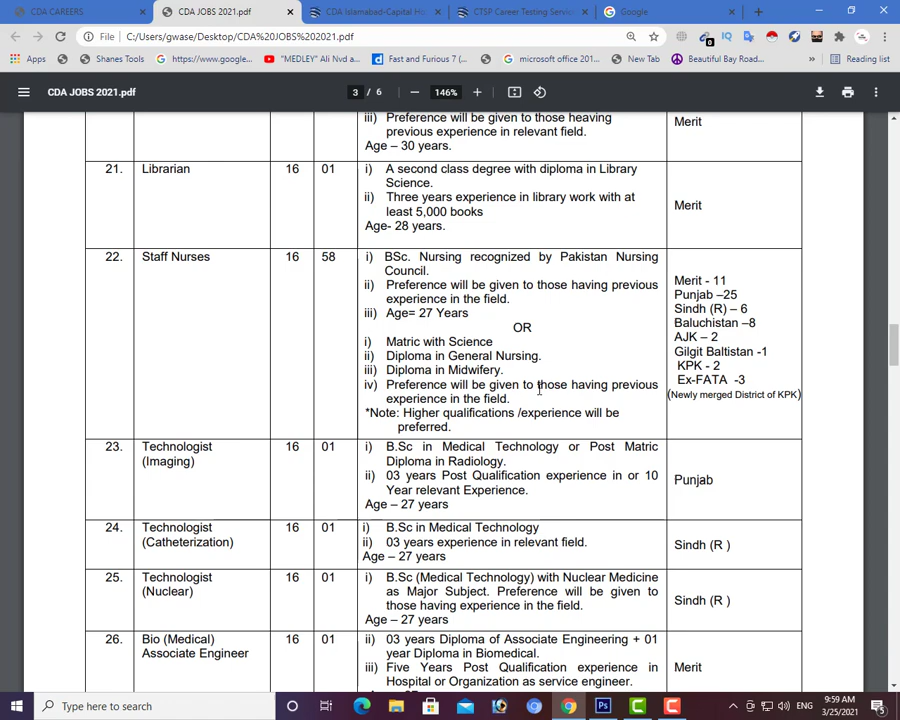 CDA CAREERS
CDA JOBS 2021.pdf
CDA Islamabad-Capital Ho
CTSP Career Testing Service
Google
File
C:/Users/gwase/Desktop/CDA%20JOBS%202021.pdf
Apps
Shanes Tools
https://www.google...
"MEDLEY" Ali Nvd a...
Fast and Furious 7 (...
microsoft office 201...
New Tab
Beautiful Bay Road...
»
Reading list
CDA JOBS 2021.pdf
3 / 6
146%
iii) Preference will be given to those heaving
previous experience in relevant field.
Age – 30 years.
Merit
21.
Librarian
16
01
i) A second class degree with diploma in Library
Science.
ii) Three years experience in library work with at
least 5,000 books
Age- 28 years.
Merit
22.
Staff Nurses
16
58
i) BSc. Nursing recognized by Pakistan Nursing
Council.
ii) Preference will be given to those having previous
experience in the field.
iii) Age= 27 Years
OR
i) Matric with Science
ii) Diploma in General Nursing.
iii) Diploma in Midwifery.
iv) Preference will be given to those having previous
experience in the field.
*Note: Higher qualifications /experience will be
preferred.
Merit - 11
Punjab –25
Sindh (R) – 6
Baluchistan –8
AJK – 2
Gilgit Baltistan -1
KPK - 2
Ex-FATA -3
(Newly merged District of KPK)
23.
Technologist
(Imaging)
16
01
i) B.Sc in Medical Technology or Post Matric
Diploma in Radiology.
ii) 03 years Post Qualification experience in or 10
Year relevant Experience.
Age – 27 years
Punjab
24.
Technologist
(Catheterization)
16
01
i) B.Sc in Medical Technology
ii) 03 years experience in relevant field.
Age – 27 years
Sindh (R )
25.
Technologist
(Nuclear)
16
01
i) B.Sc (Medical Technology) with Nuclear Medicine
as Major Subject. Preference will be given to
those having experience in the field.
Age – 27 years
Sindh (R )
26.
Bio (Medical)
Associate Engineer
16
01
ii) 03 years Diploma of Associate Engineering + 01
year Diploma in Biomedical.
iii) Five Years Post Qualification experience in
Hospital or Organization as service engineer.
Merit
Type here to search
ENG
9:59 AM
3/25/2021
5